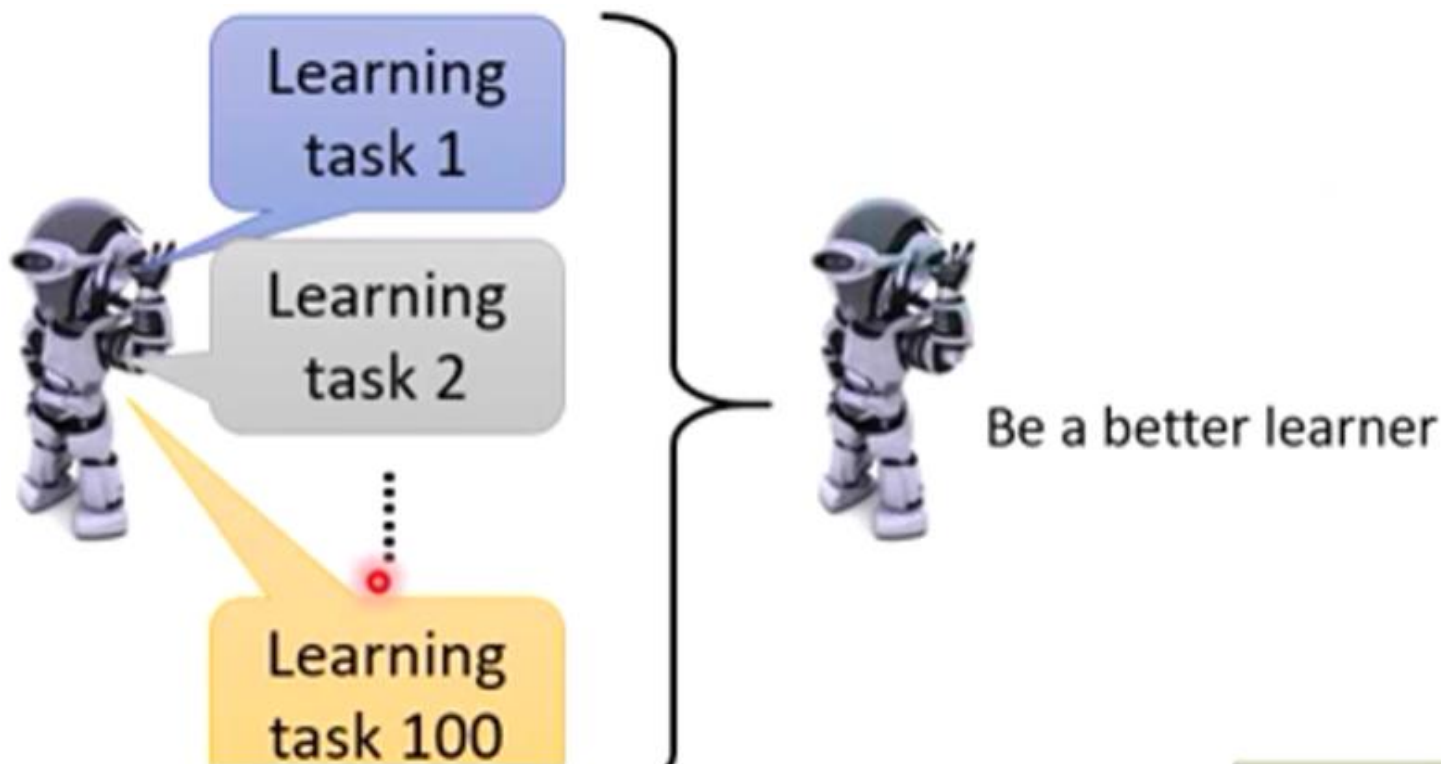 Learning
task 1
Learning
task 2
Be a better learner
Learning
task 100